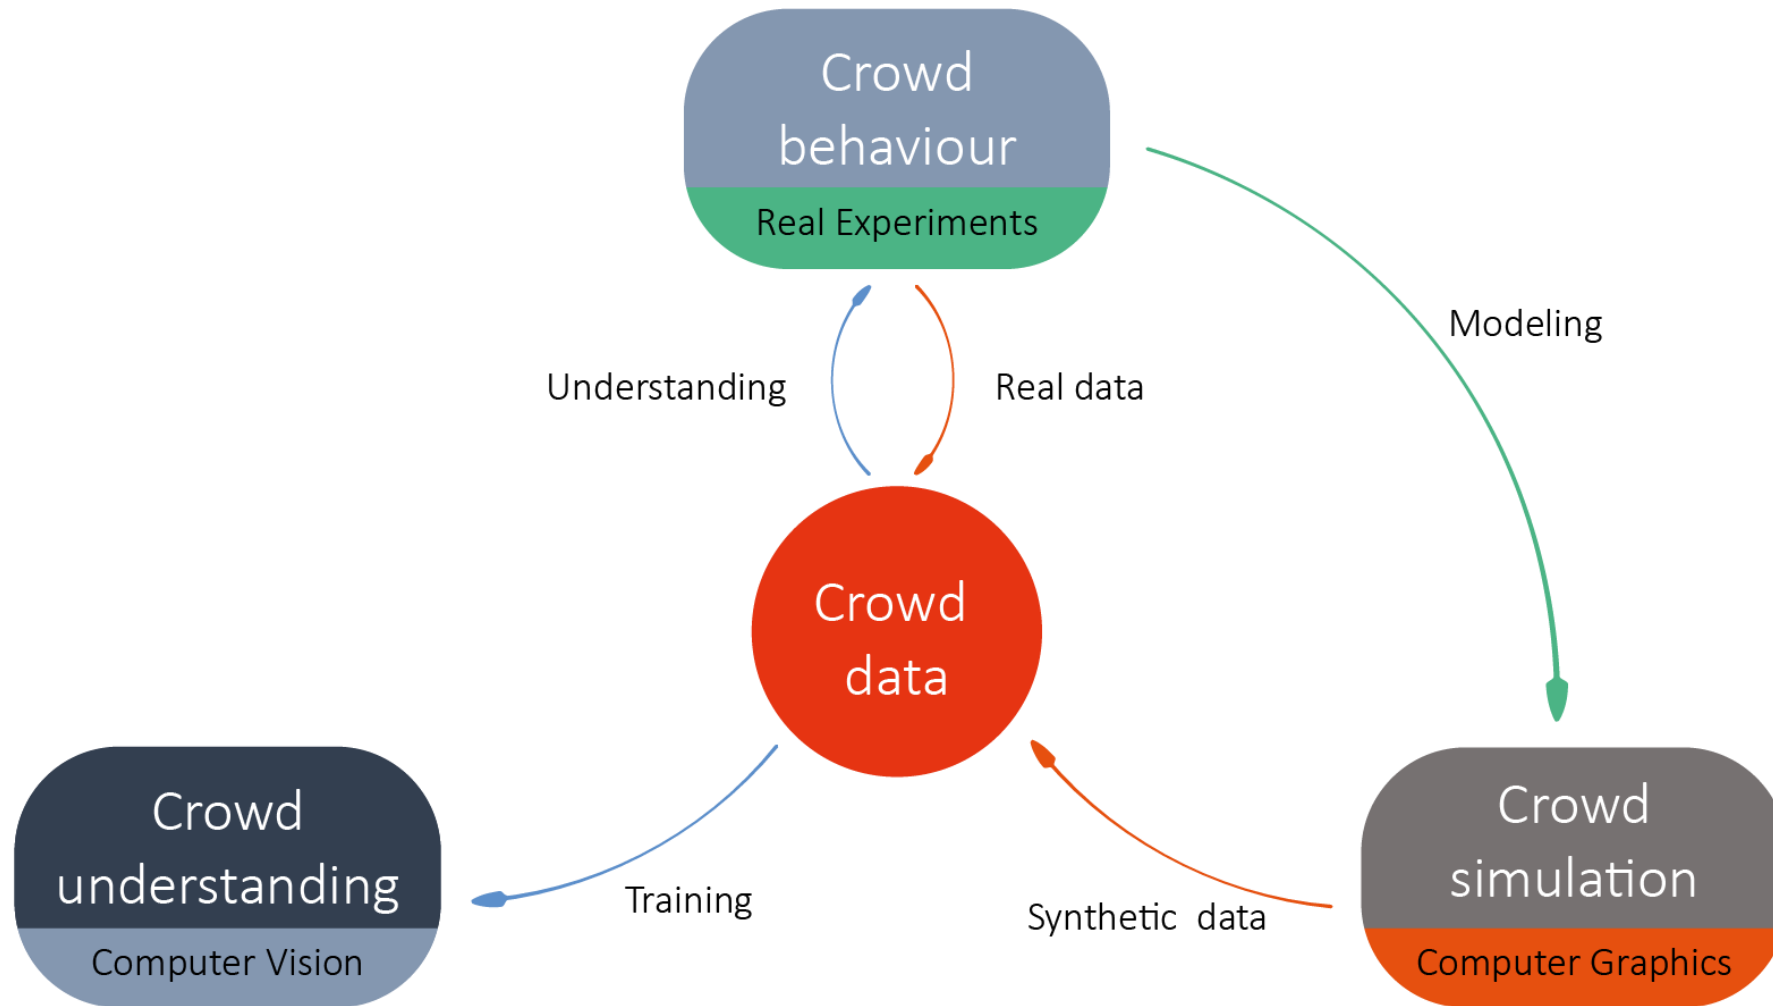 Crowd
behaviour
Real Experiments
Modeling
Understanding
Real data
Crowd
data
Crowd
understanding
Computer Vision
Training
Synthetic data
Crowd
simulation
Computer Graphics